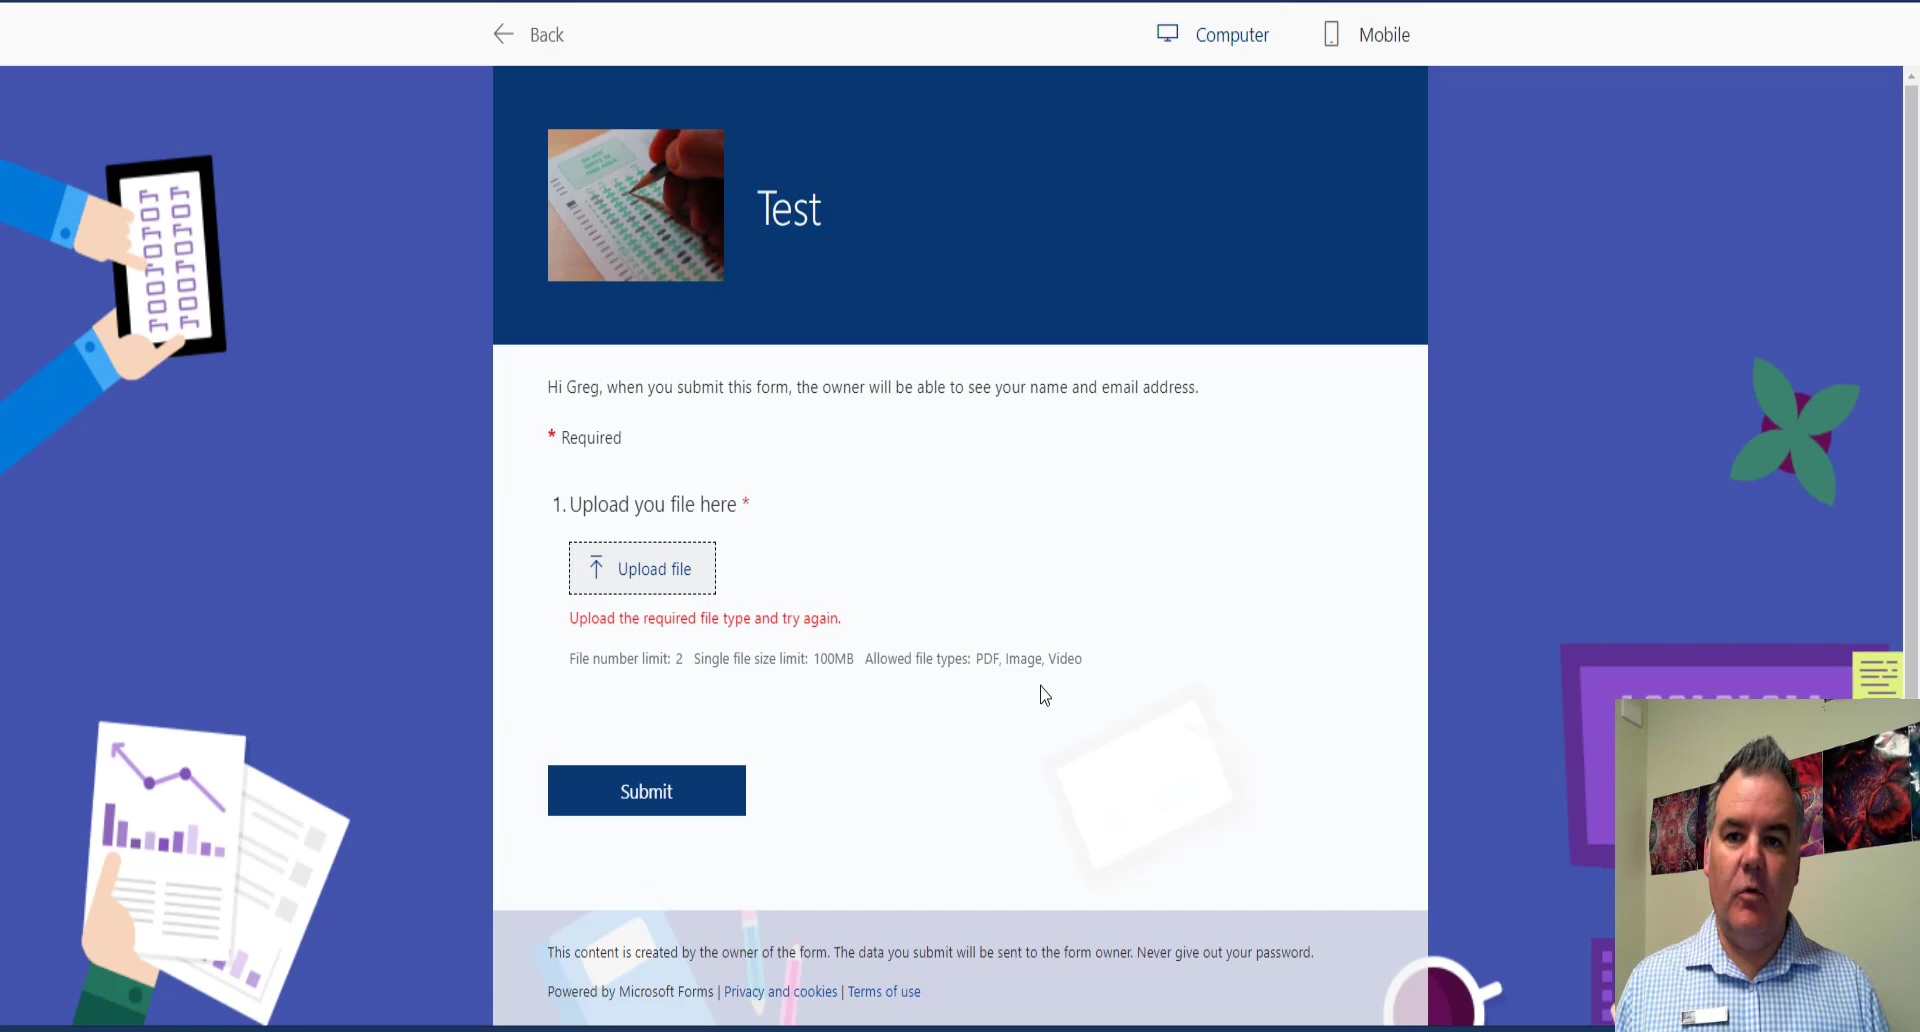 Back
Computer
Mobile
Test
Hi Greg, when you submit this form, the owner will be able to see your name and email address.
* Required
1. Upload you file here *
Upload file
Upload the required file type and try again.
File number limit: 2 Single file size limit: 100MB Allowed file types: PDF, Image, Video
Submit
This content is created by the owner of the form. The data you submit will be sent to the form owner. Never give out your password.
Powered by Microsoft Forms | Privacy and cookies | Terms of use